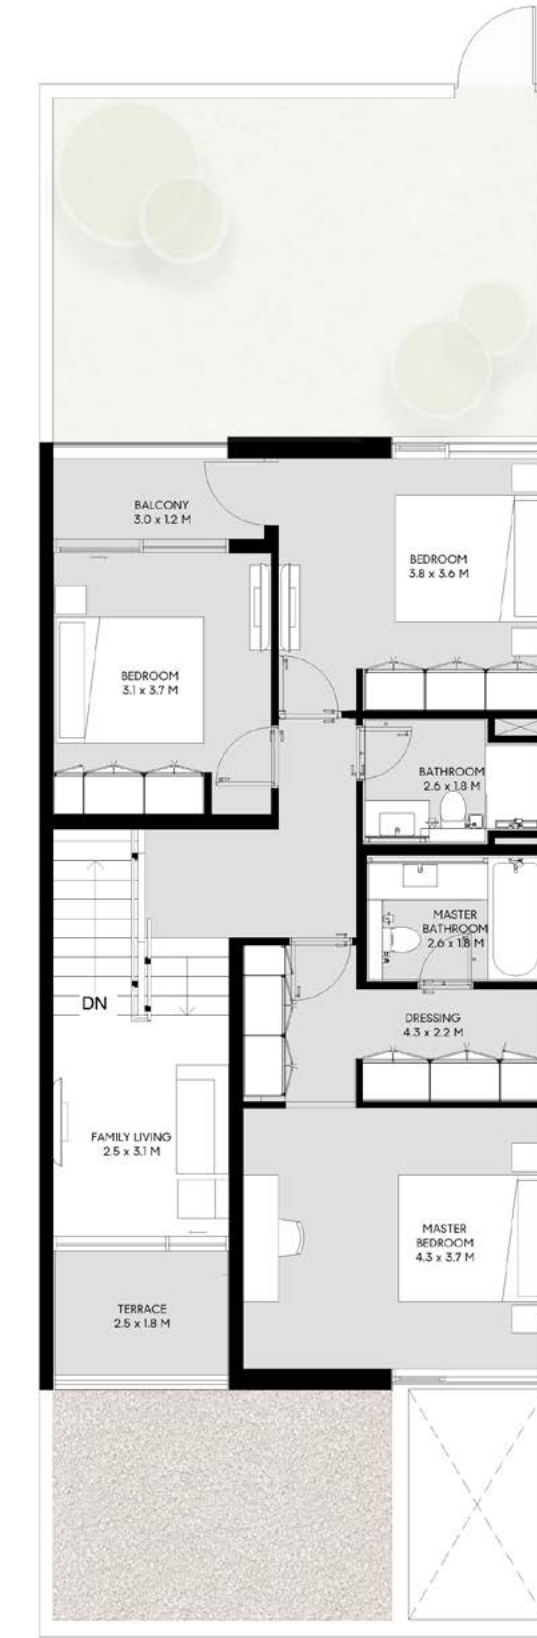 BALCONY
3.0 x 1.2 M
BEDROOM
3.8 x 3.6 M
BEDROOM
3.1 x 3.7 M
BATHROOM
2.6 x 1.8 M
MASTER
BATHROOM
2.6 x 1.8 M
DN
DRESSING
4.3 x 2.2 M
FAMILY LIVING
2.5 x 3.1 M
MASTER
BEDROOM
4.3 x 3.7 M
TERRACE
2.5 x 1.8 M